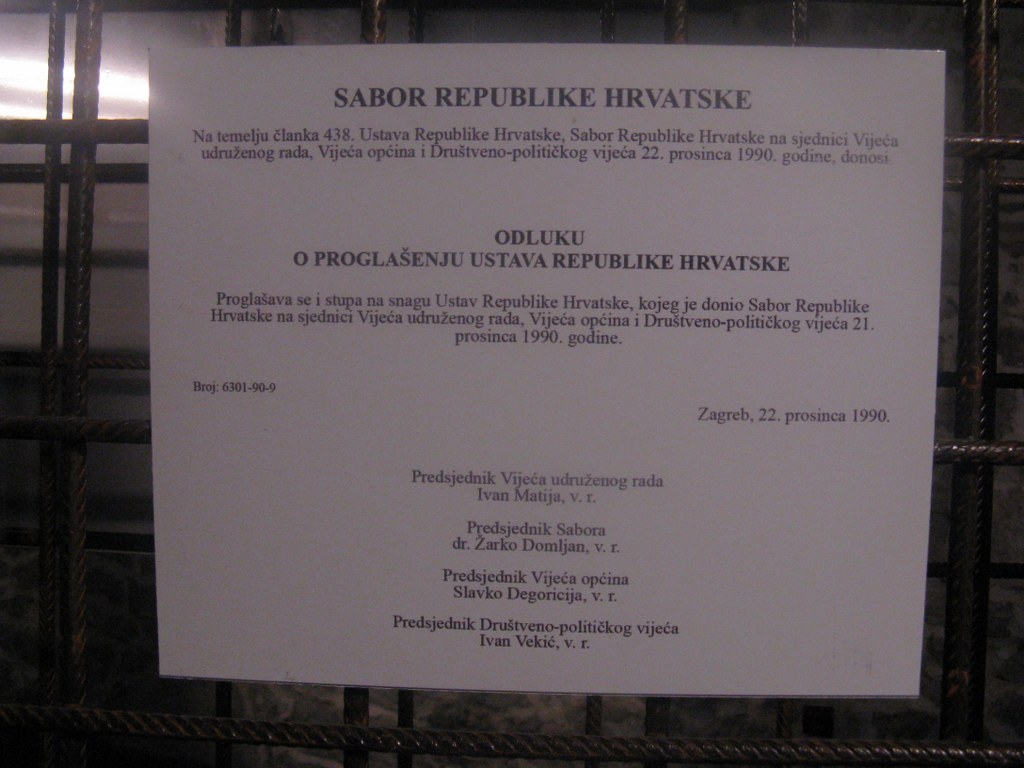 SABOR REPUBLIKE HRVATSKE
Na temelju članka 438. Ustava Republike Hrvatske, Sabor Republike Hrvatske na sjednici Vijeća
udruženog rada, Vijeća općina i Društveno-političkog vijeća 22. prosinca 1990. godine, donosi
ODLUKU
O PROGLAŠENJU USTAVA REPUBLIKE HRVATSKE
Proglašava se i stupa na snagu Ustav Republike Hrvatske, kojeg je donio Sabor Republike
Hrvatske na sjednici Vijeća udruženog rada, Vijeća općina i Društveno-političkog vijeća 21.
prosinca 1990. godine.
Broj: 6301-90-9
Zagreb, 22. prosinca 1990.
Predsjednik Vijeća udruženog rada
Ivan Matija, v. r.
Predsjednik Sabora
dr. Žarko Domljan, v. r.
Predsjednik Vijeća općina
Slavko Degoricija, v. r.
Predsjednik Društveno-političkog vijeća
Ivan Vekić, v. r.